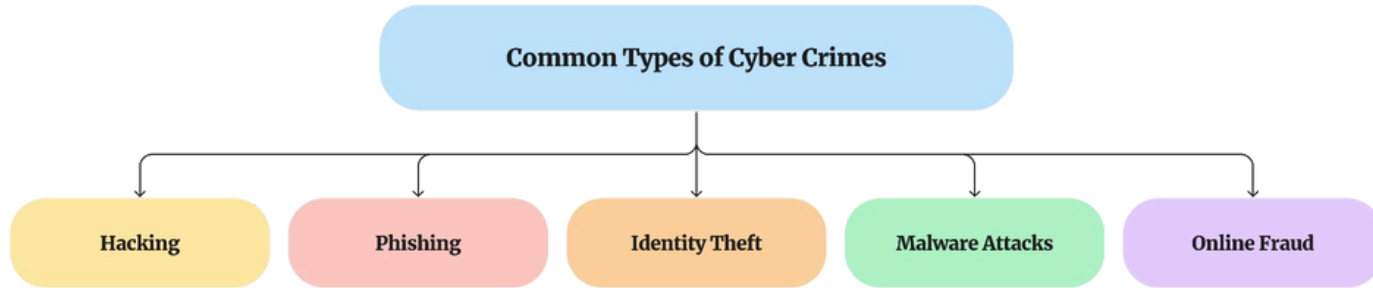 Common Types of Cyber Crimes
Hacking
Phishing
Identity Theft
Malware Attacks
Online Fraud